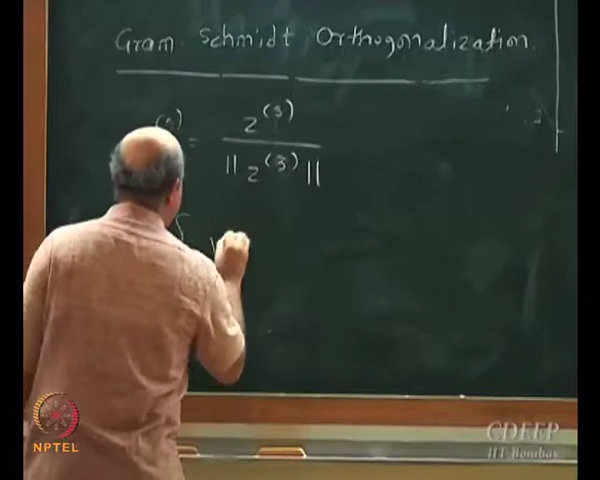 Gram. Schmidt Orthogonalization.
= z^(3) / ||z^(3)||
NPTEL
CDEEP
IIT Bombay